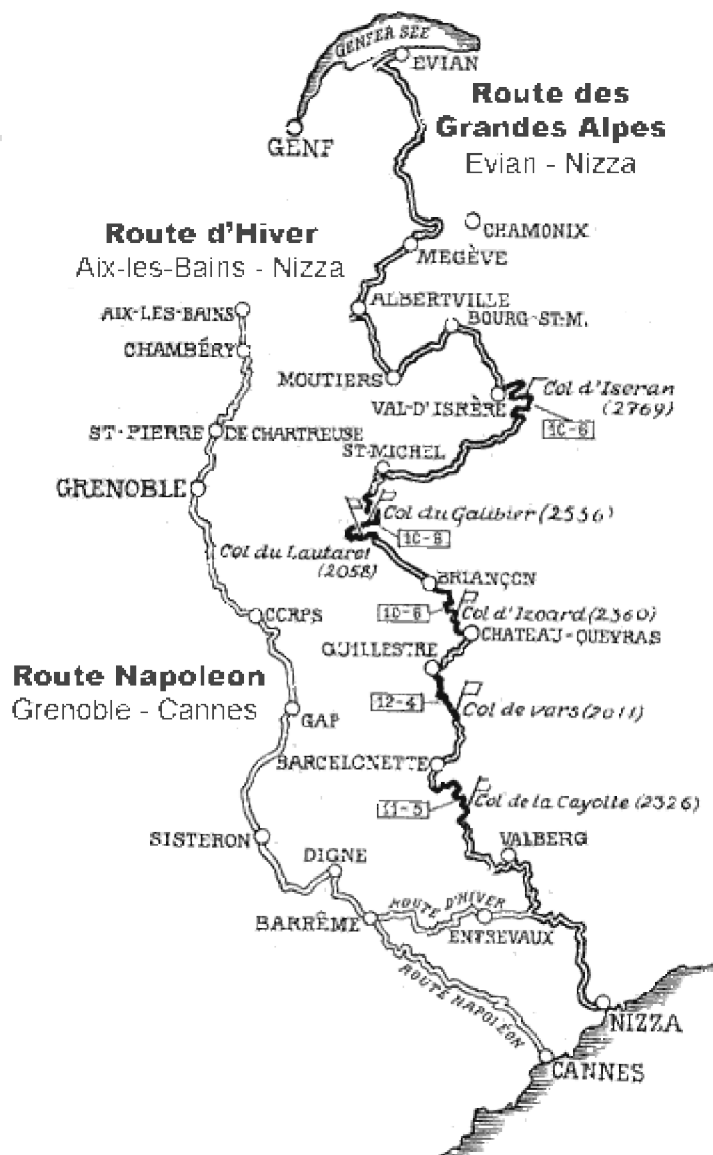 GENFER SEE
EVIAN
Route des
Grandes Alpes
Evian - Nizza
GENF
CHAMONIX
Route d'Hiver
Aix-les-Bains - Nizza
MEGÈVE
ALBERTVILLE
AIX-LES-BAINS
BOURG-ST-M.
CHAMBÉRY
MOUTIERS
Col d'Iseran
(2769)
VAL-D'ISRÈRE
10-6
ST-PIERRE DE CHARTREUSE
ST-MICHEL
GRENOBLE
Col du Galibier (2556)
10-8
Col du Lautaret
(2058)
BRIANÇON
10-6
Col d'Izoard (2360)
CORPS
CHATEAU-QUEYRAS
GUILLESTRE
Route Napoleon
Grenoble - Cannes
12-4
Col de vars (2011)
GAP
BARCELONETTE
11-5
Col de la Cayolle (2326)
SISTERON
VALBERG
DIGNE
ROUTE D'HIVER
BARRÊME
ENTREVAUX
ROUTE NAPOLÉON
NIZZA
CANNES